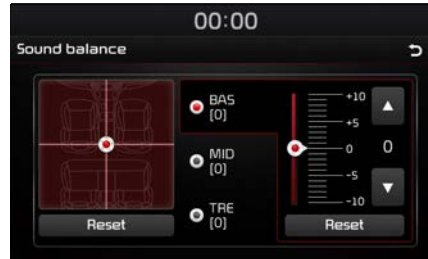 00:00
Sound balance
BAS
[0]
MID
[0]
TRE
[0]
Reset
+10
+5
0
-5
-10
0
Reset